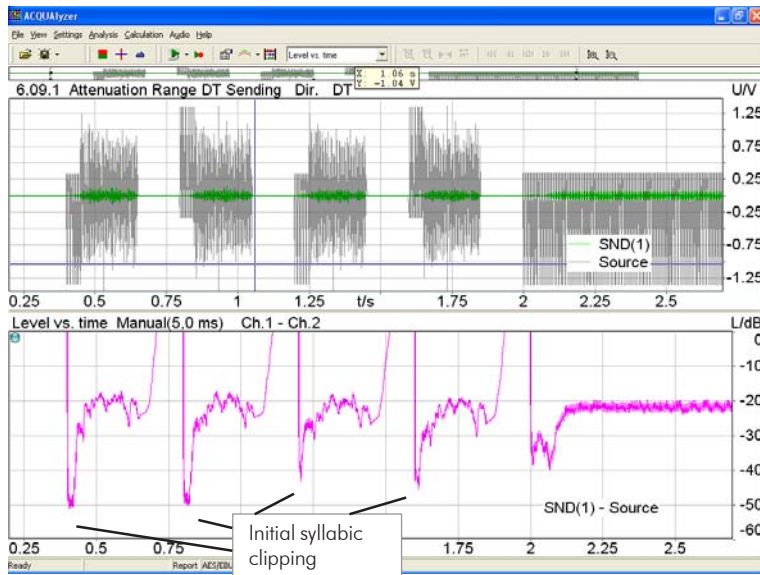 ACQUAlyzer
File View Settings Analysis Calculation Audio Help
Level vs. time
X: 1.06 s
Y: -1.04 V
6.09.1 Attenuation Range DT Sending Dir. DT U/V
1.25
0.75
0.25
-0.25
-0.75
-1.25
SND(1)
Source
0.25 0.5 0.75 1 1.25 t/s 1.75 2 2.25 2.5
Level vs. time Manual(5,0 ms) Ch.1 - Ch.2 L/dB
0
-10
-20
-30
-40
-50
-60
SND(1) - Source
Initial syllabic
clipping
0.25 0.5 0.75 1.75 2 2.25 2.5
Ready Report AES/EBU